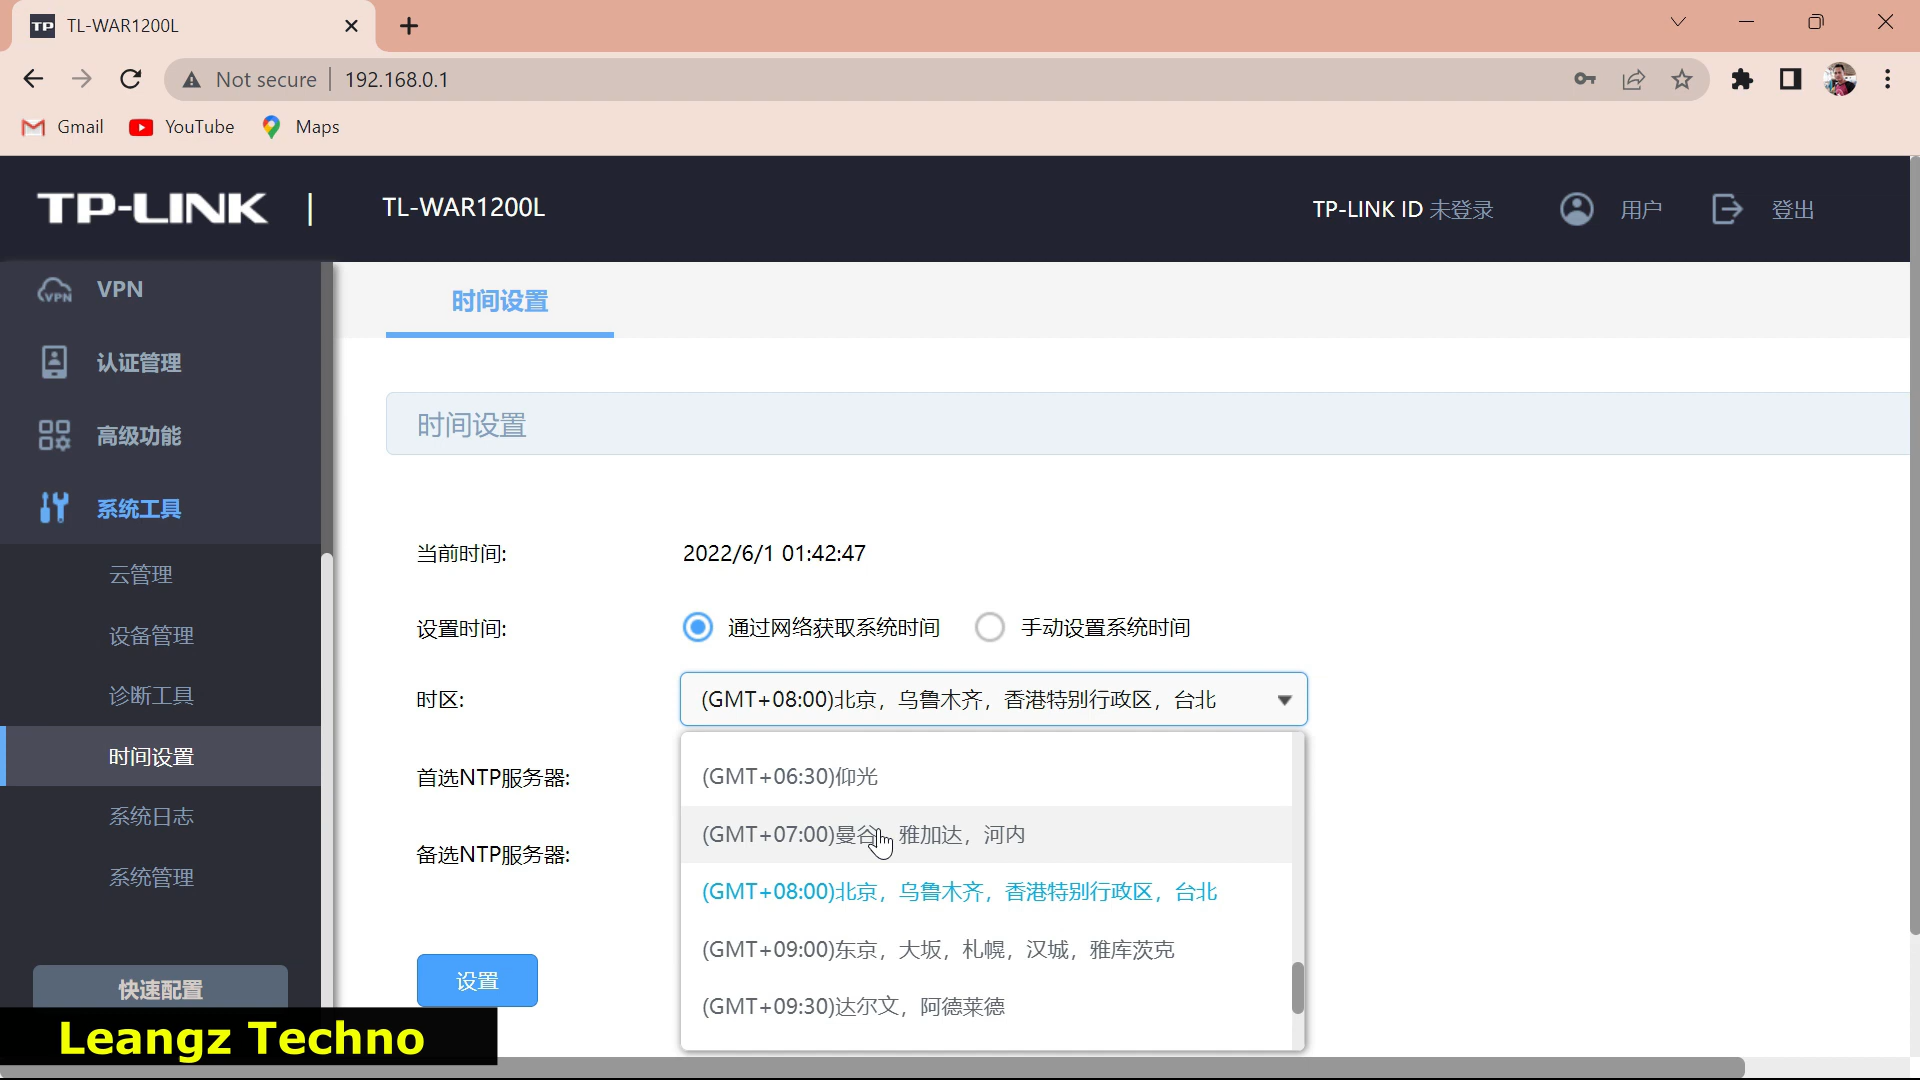 TP TL-WAR1200L
Not secure 192.168.0.1
Gmail YouTube Maps
TP-LINK | TL-WAR1200L TP-LINK ID 未登录 用户 登出
VPN VPN
认证管理
高级功能
系统工具
云管理
设备管理
诊断工具
时间设置
系统日志
系统管理
快速配置
时间设置
时间设置
当前时间: 2022/6/1 01:42:47
设置时间: 通过网络获取系统时间 手动设置系统时间
时区: (GMT+08:00)北京，乌鲁木齐，香港特别行政区，台北
首选NTP服务器:
备选NTP服务器:
(GMT+06:30)仰光
(GMT+07:00)曼谷，雅加达，河内
(GMT+08:00)北京，乌鲁木齐，香港特别行政区，台北
(GMT+09:00)东京，大坂，札幌，汉城，雅库茨克
(GMT+09:30)达尔文，阿德莱德
设置
Leangz Techno